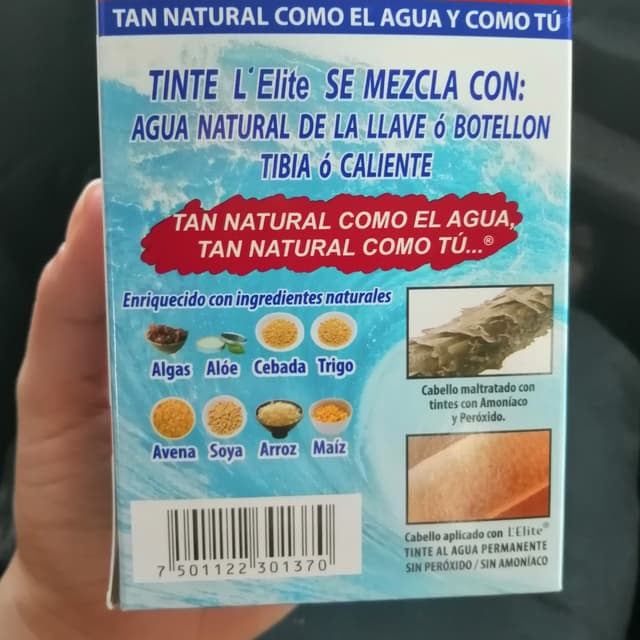 TAN NATURAL COMO EL AGUA Y COMO TÚ
TINTE L'Elite SE MEZCLA CON:
AGUA NATURAL DE LA LLAVE ó BOTELLON
TIBIA ó CALIENTE
TAN NATURAL COMO EL AGUA,
TAN NATURAL COMO TÚ...®
Enriquecido con ingredientes naturales
Algas Alóe Cebada Trigo
Avena Soya Arroz Maíz
Cabello maltratado con
tintes con Amoníaco
y Peróxido.
Cabello aplicado con L'Elite®
TINTE AL AGUA PERMANENTE
SIN PERÓXIDO / SIN AMONÍACO
7 501122 301370